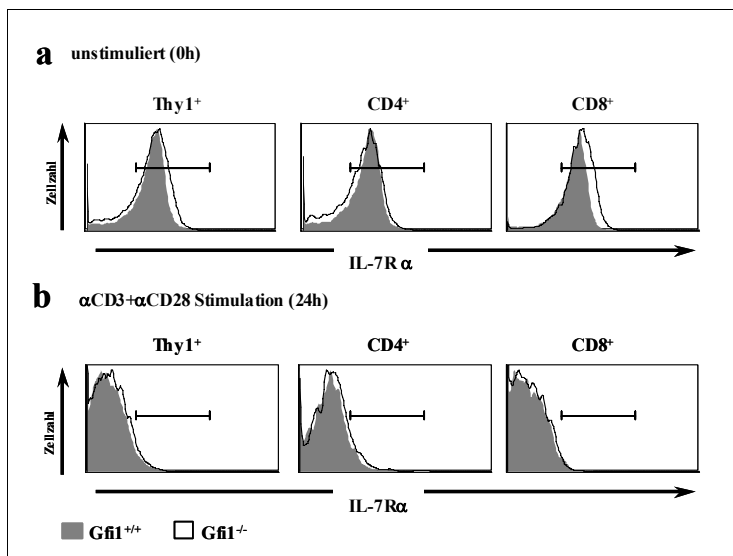 a unstimuliert (0h)
Thy1⁺ CD4⁺ CD8⁺
Zellzahl
IL-7R α
b αCD3+αCD28 Stimulation (24h)
Thy1⁺ CD4⁺ CD8⁺
Zellzahl
IL-7Rα
Gfi1⁺/⁺ Gfi1⁻/⁻